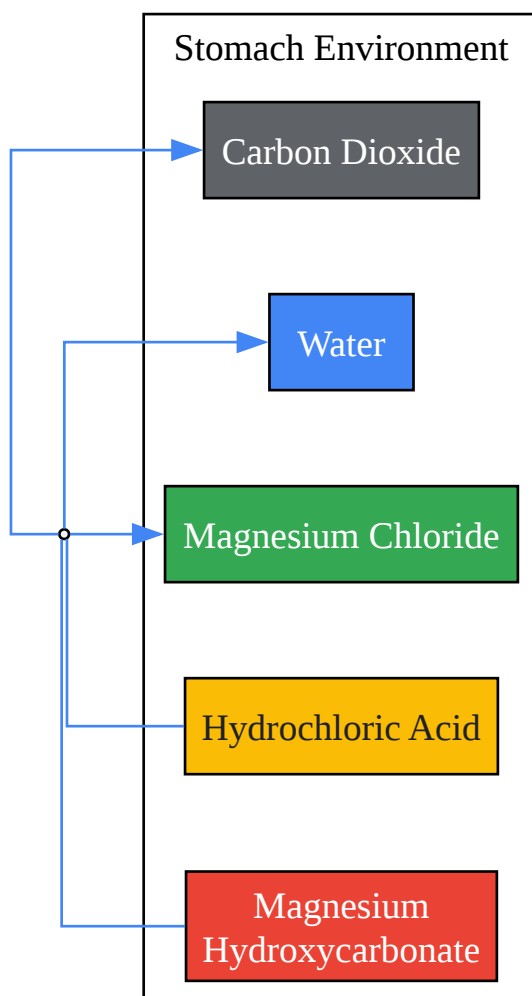 Stomach Environment
Carbon Dioxide
Water
Magnesium Chloride
Hydrochloric Acid
Magnesium
Hydroxycarbonate